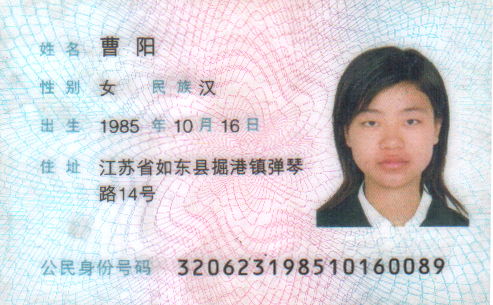 姓名 曹阳
性别 女 民族 汉
出生 1985 年 10 月 16 日
住址 江苏省如东县掘港镇弹琴
路14号
公民身份号码 320623198510160089